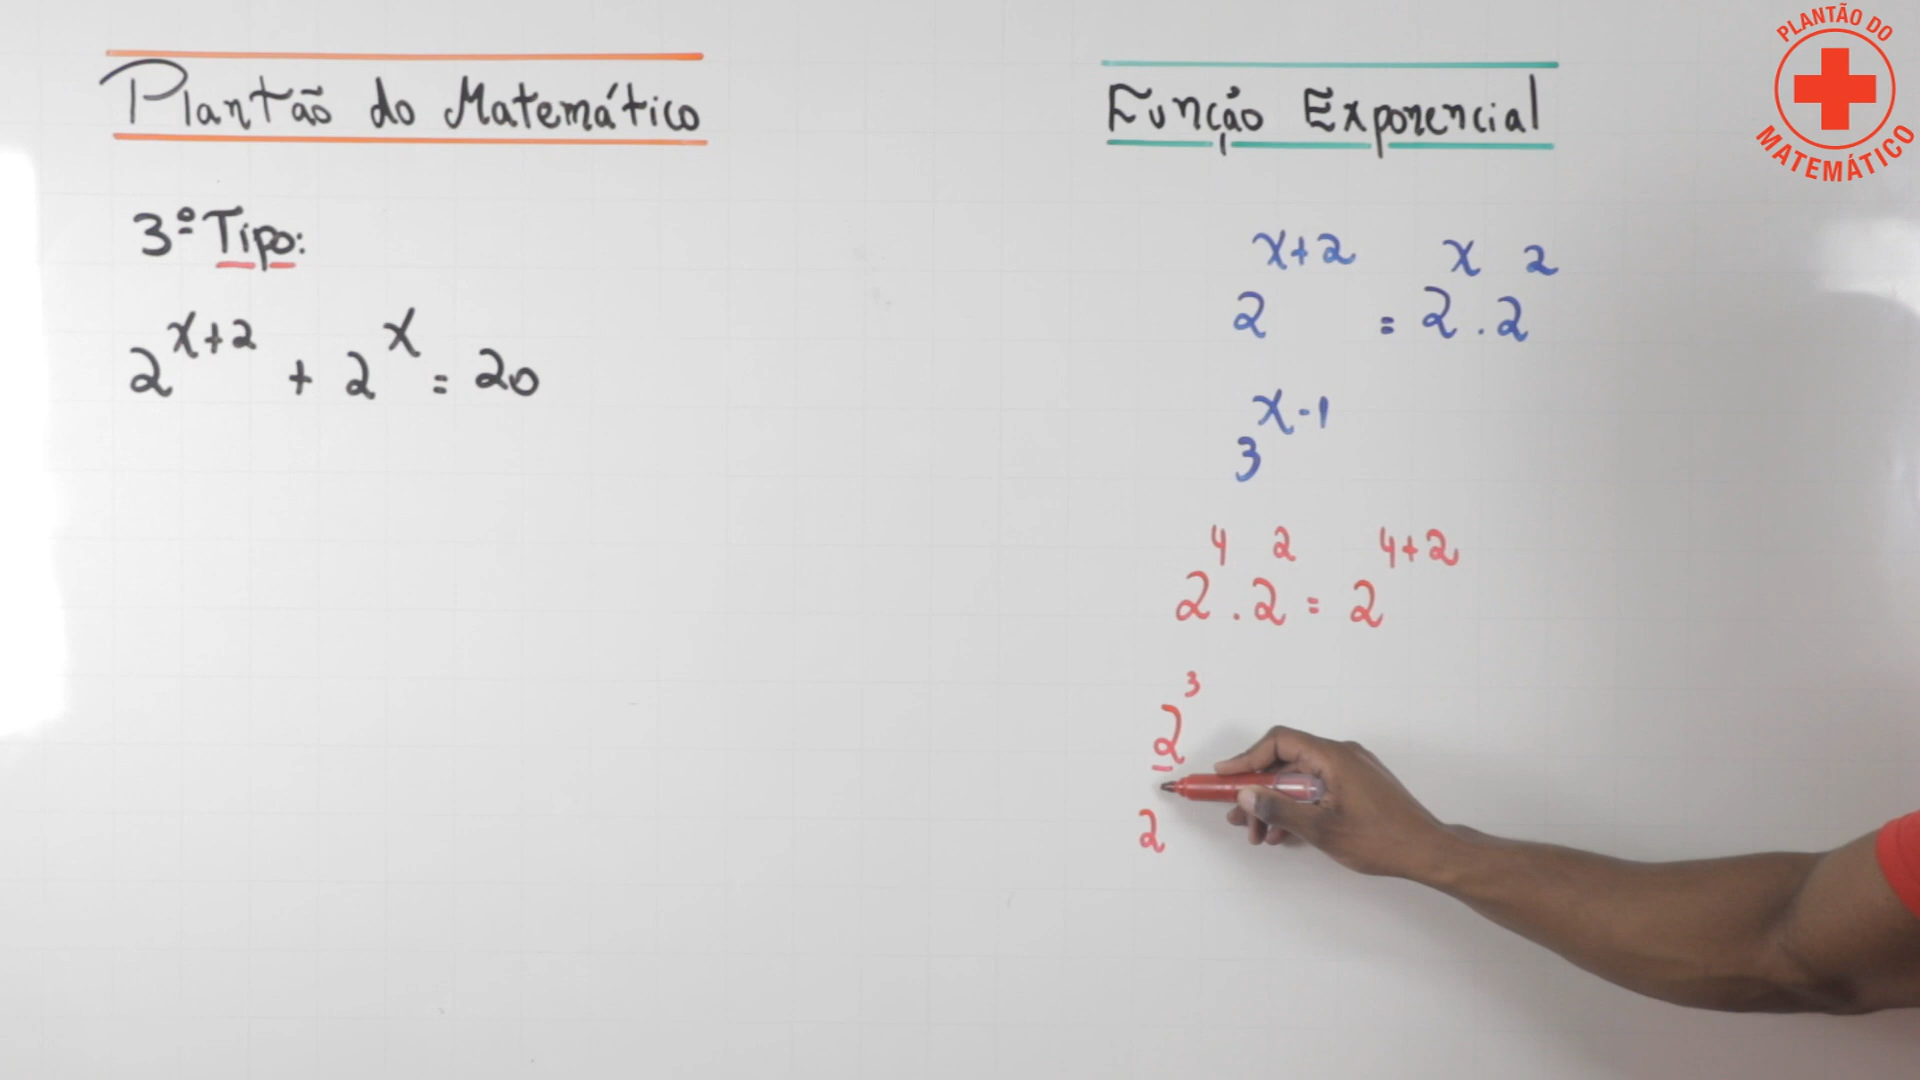 Plantão do Matemático
3º Tipo:
2^{x+2} + 2^x = 20
Função Exponencial
2^{x+2} = 2^x . 2^2
3^{x-1}
2^4 . 2^2 = 2^{4+2}
2^3
2
PLANTÃO DO
MATEMÁTICO